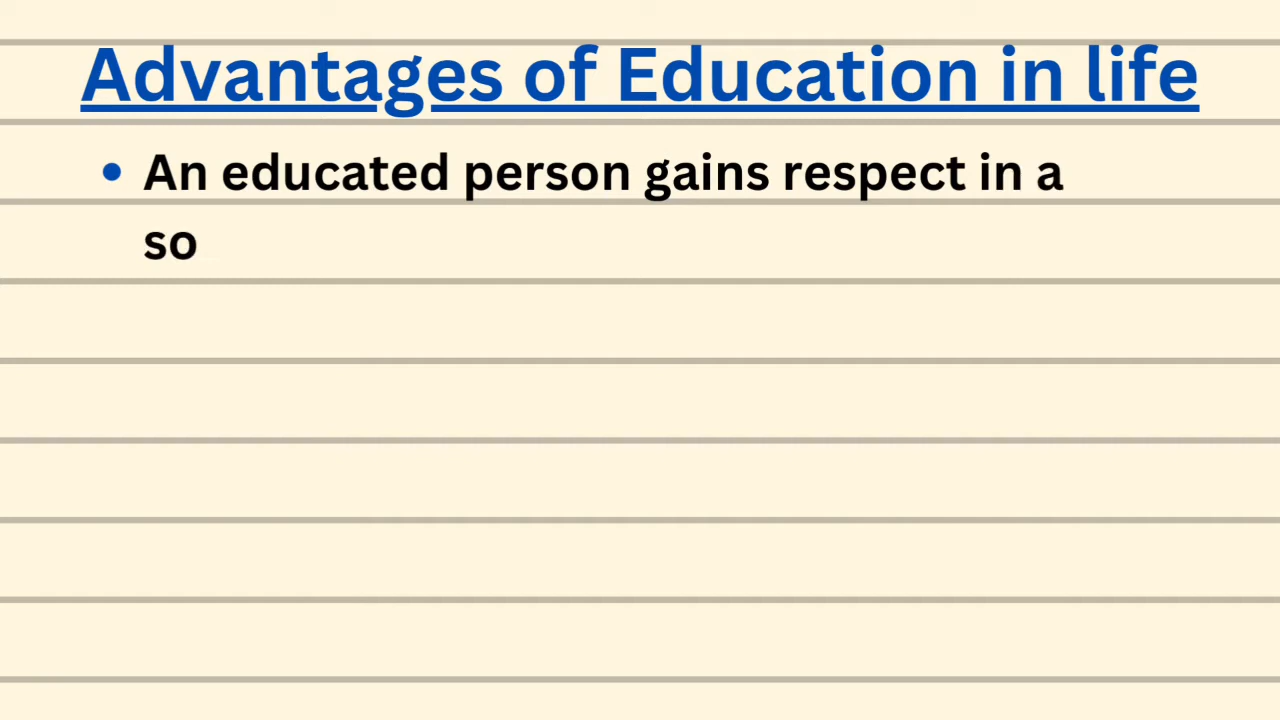 Advantages of Education in life
• An educated person gains respect in a
so